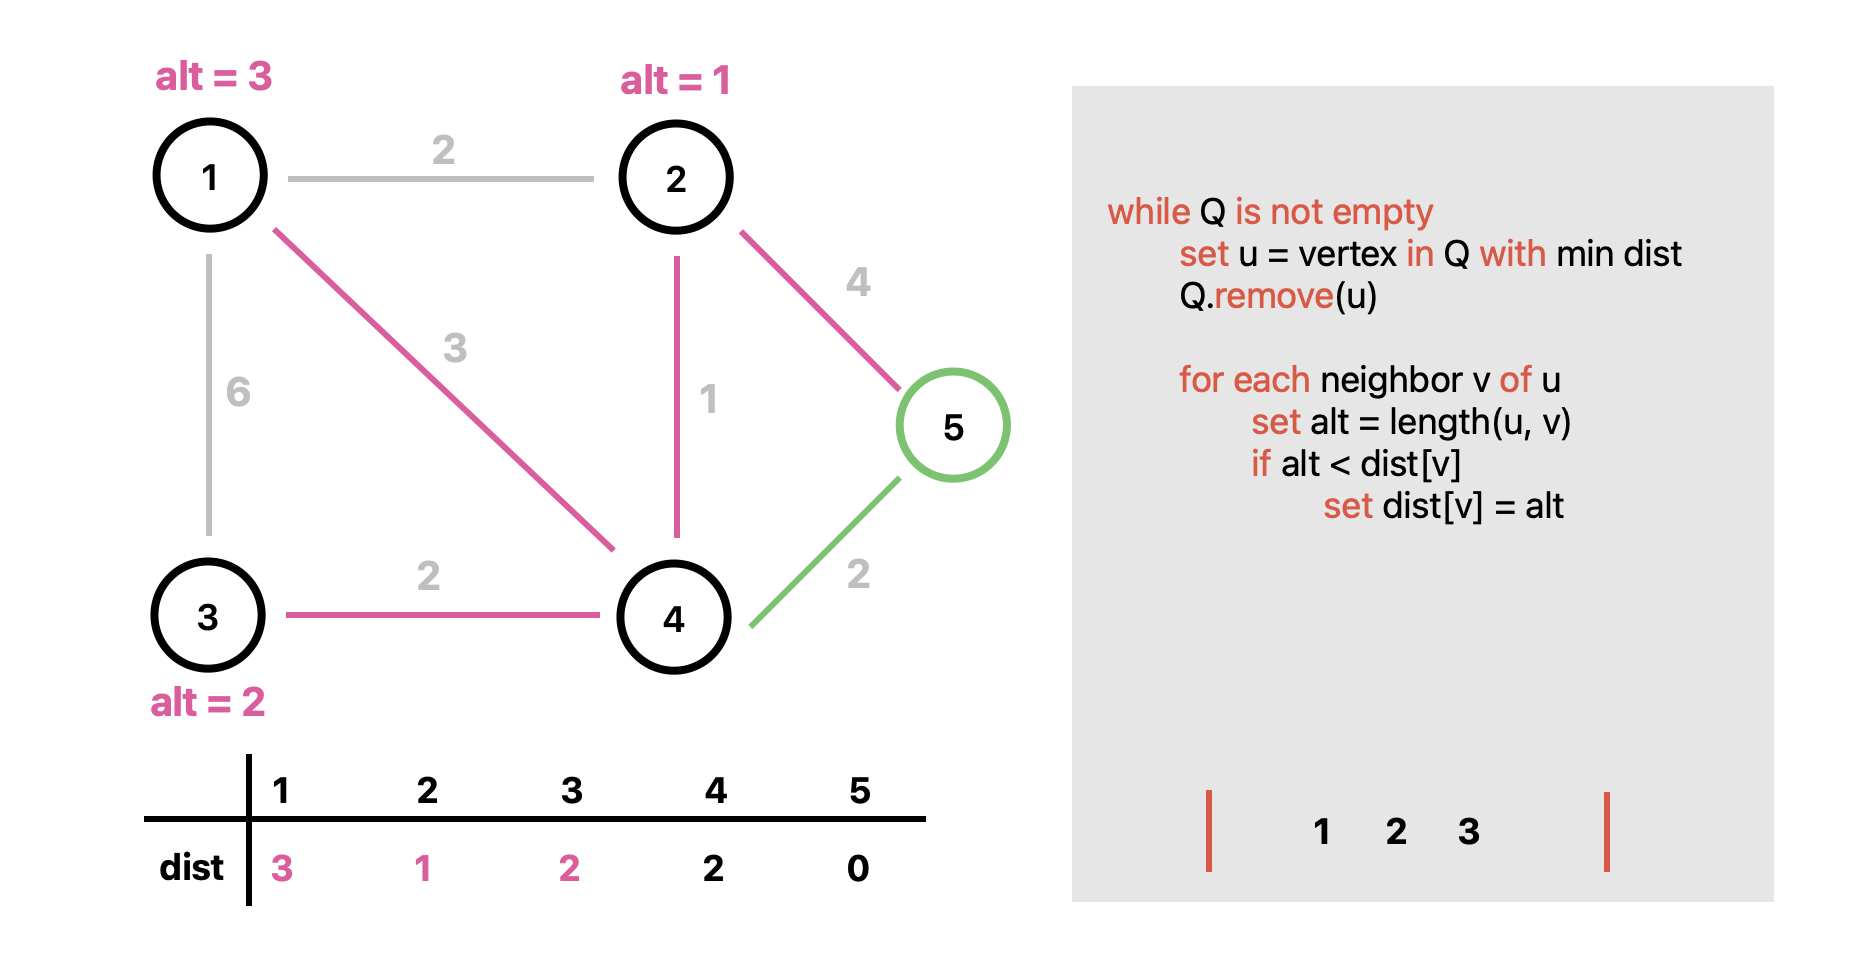 alt = 3
alt = 1
1
2
2
4
3
6
1
5
2
2
3
4
alt = 2
1 2 3 4 5
dist 3 1 2 2 0
while Q is not empty
set u = vertex in Q with min dist
Q.remove(u)
for each neighbor v of u
set alt = length(u, v)
if alt < dist[v]
set dist[v] = alt
1 2 3